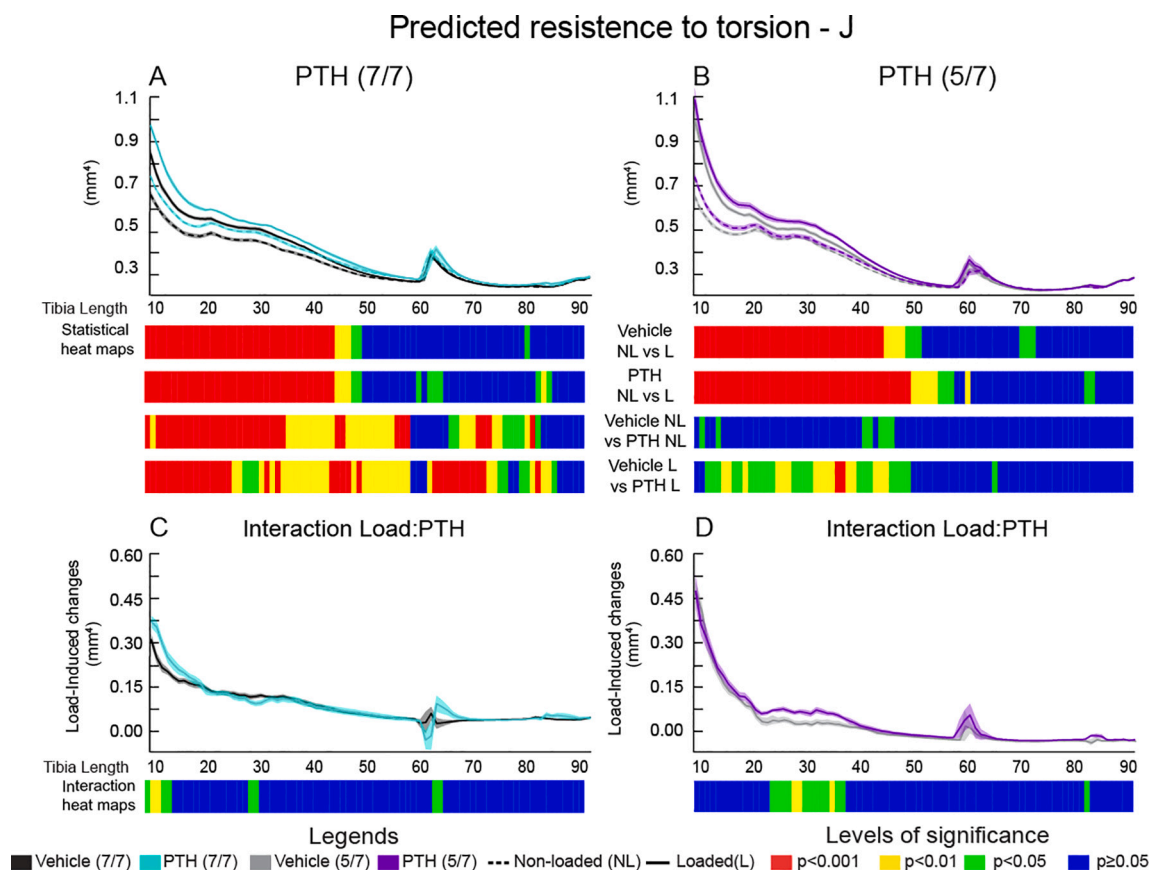 Predicted resistence to torsion - J
A PTH (7/7)
B PTH (5/7)
(mm⁴)
1.1
0.9
0.7
0.5
0.3
(mm⁴)
1.1
0.9
0.7
0.5
0.3
Tibia Length 10 20 30 40 50 60 70 80 90
10 20 30 40 50 60 70 80 90
Statistical
heat maps
Vehicle
NL vs L
PTH
NL vs L
Vehicle NL
vs PTH NL
Vehicle L
vs PTH L
C Interaction Load:PTH
D Interaction Load:PTH
Load-Induced changes
(mm⁴)
0.60
0.45
0.30
0.15
0.00
Load-Induced changes
(mm⁴)
0.60
0.45
0.30
0.15
0.00
Tibia Length 10 20 30 40 50 60 70 80 90
10 20 30 40 50 60 70 80 90
Interaction
heat maps
Legends
Levels of significance
Vehicle (7/7) PTH (7/7) Vehicle (5/7) PTH (5/7) Non-loaded (NL) Loaded(L) p<0.001 p<0.01 p<0.05 p≥0.05